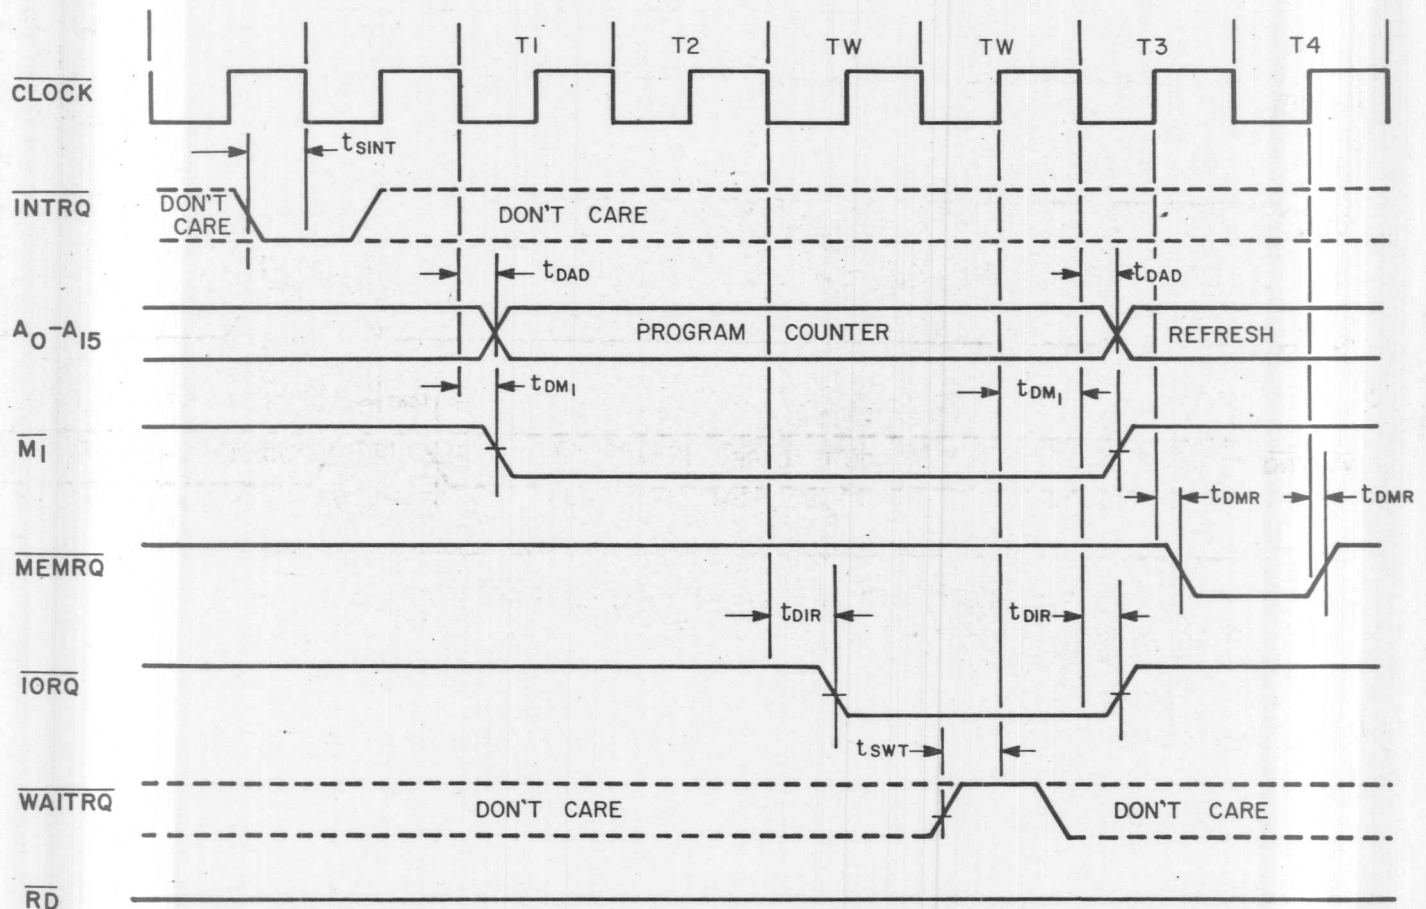 T1 T2 TW TW T3 T4
CLOCK
tSINT
INTRQ
DON'T CARE
DON'T CARE
tDAD
tDAD
A0-A15
PROGRAM COUNTER
REFRESH
tDM1
tDM1
M1
tDMR
tDMR
MEMRQ
tDIR
tDIR
IORQ
tSWT
WAITRQ
DON'T CARE
DON'T CARE
RD